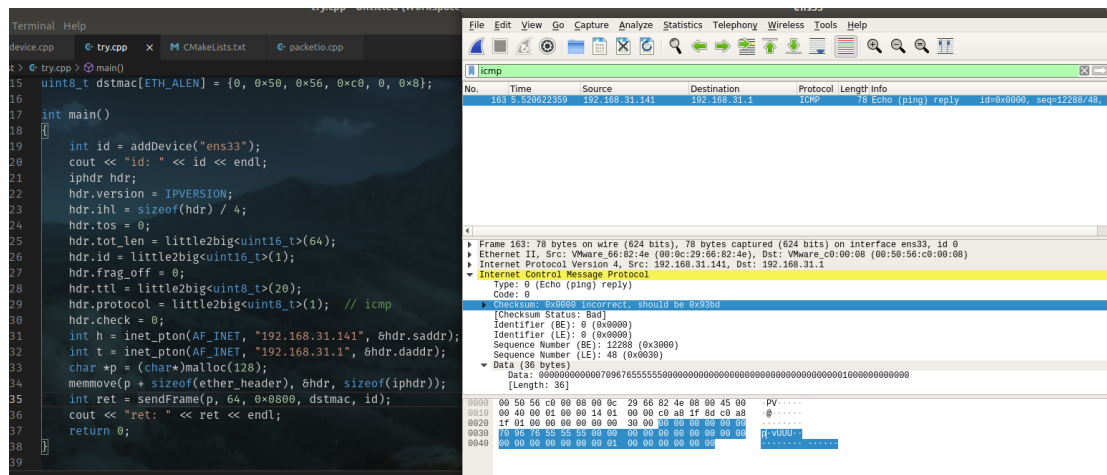 Terminal Help
device.cpp try.cpp × M CMakeLists.txt packetio.cpp
> try.cpp > main()
15 uint8_t dstmac[ETH_ALEN] = {0, 0×50, 0×56, 0×c0, 0, 0×8};
16
17 int main()
18 {
19 int id = addDevice("ens33");
20 cout << "id: " << id << endl;
21 iphdr hdr;
22 hdr.version = IPVERSION;
23 hdr.ihl = sizeof(hdr) / 4;
24 hdr.tos = 0;
25 hdr.tot_len = little2big<uint16_t>(64);
26 hdr.id = little2big<uint16_t>(1);
27 hdr.frag_off = 0;
28 hdr.ttl = little2big<uint8_t>(20);
29 hdr.protocol = little2big<uint8_t>(1); // icmp
30 hdr.check = 0;
31 int h = inet_pton(AF_INET, "192.168.31.141", &hdr.saddr);
32 int t = inet_pton(AF_INET, "192.168.31.1", &hdr.daddr);
33 char *p = (char*)malloc(128);
34 memmove(p + sizeof(ether_header), &hdr, sizeof(iphdr));
35 int ret = sendFrame(p, 64, 0×0800, dstmac, id);
36 cout << "ret: " << ret << endl;
37 return 0;
38 }
39
ens33
File Edit View Go Capture Analyze Statistics Telephony Wireless Tools Help
icmp
No. Time Source Destination Protocol Length Info
163 5.520622359 192.168.31.141 192.168.31.1 ICMP 78 Echo (ping) reply id=0x0000, seq=12288/48,
Frame 163: 78 bytes on wire (624 bits), 78 bytes captured (624 bits) on interface ens33, id 0
Ethernet II, Src: VMware_66:82:4e (00:0c:29:66:82:4e), Dst: VMware_c0:00:08 (00:50:56:c0:00:08)
Internet Protocol Version 4, Src: 192.168.31.141, Dst: 192.168.31.1
Internet Control Message Protocol
Type: 0 (Echo (ping) reply)
Code: 0
Checksum: 0x0000 incorrect, should be 0x93bd
[Checksum Status: Bad]
Identifier (BE): 0 (0x0000)
Identifier (LE): 0 (0x0000)
Sequence Number (BE): 12288 (0x3000)
Sequence Number (LE): 48 (0x0030)
Data (36 bytes)
[Length: 36]
0000 00 50 56 c0 00 08 00 0c 29 66 82 4e 08 00 45 00 ·PV·····
0010 00 40 00 01 00 00 14 01 00 00 c0 a8 1f 8d c0 a8 ·@······
0020 1f 01 00 00 00 00 00 00 30 00 00 00 00 00 00 00 ········
0030 70 96 76 55 55 55 00 00 00 00 00 00 00 00 00 00 p·vUUU··
0040 00 00 00 00 00 00 00 01 00 00 00 00 00 00 ········ ······